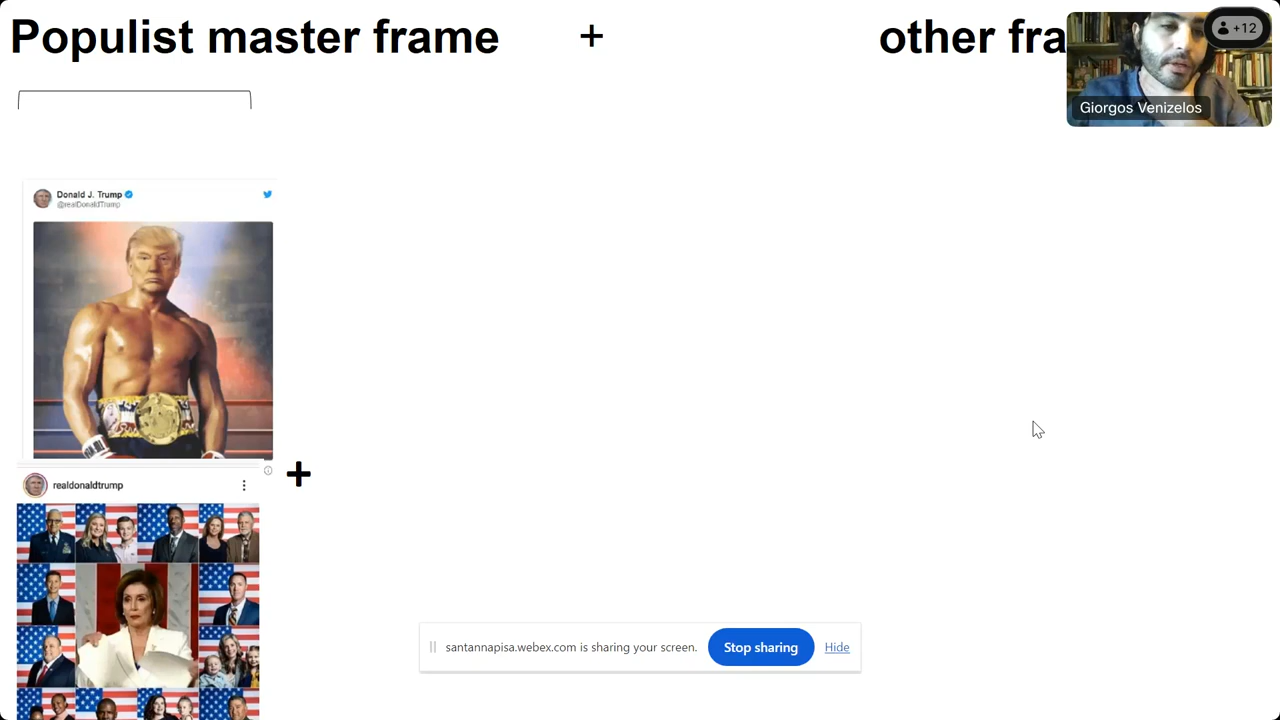 Populist master frame + other fra
+12
Giorgos Venizelos
Donald J. Trump
@realDonaldTrump
+
realdonaldtrump
santannapisa.webex.com is sharing your screen. Stop sharing Hide